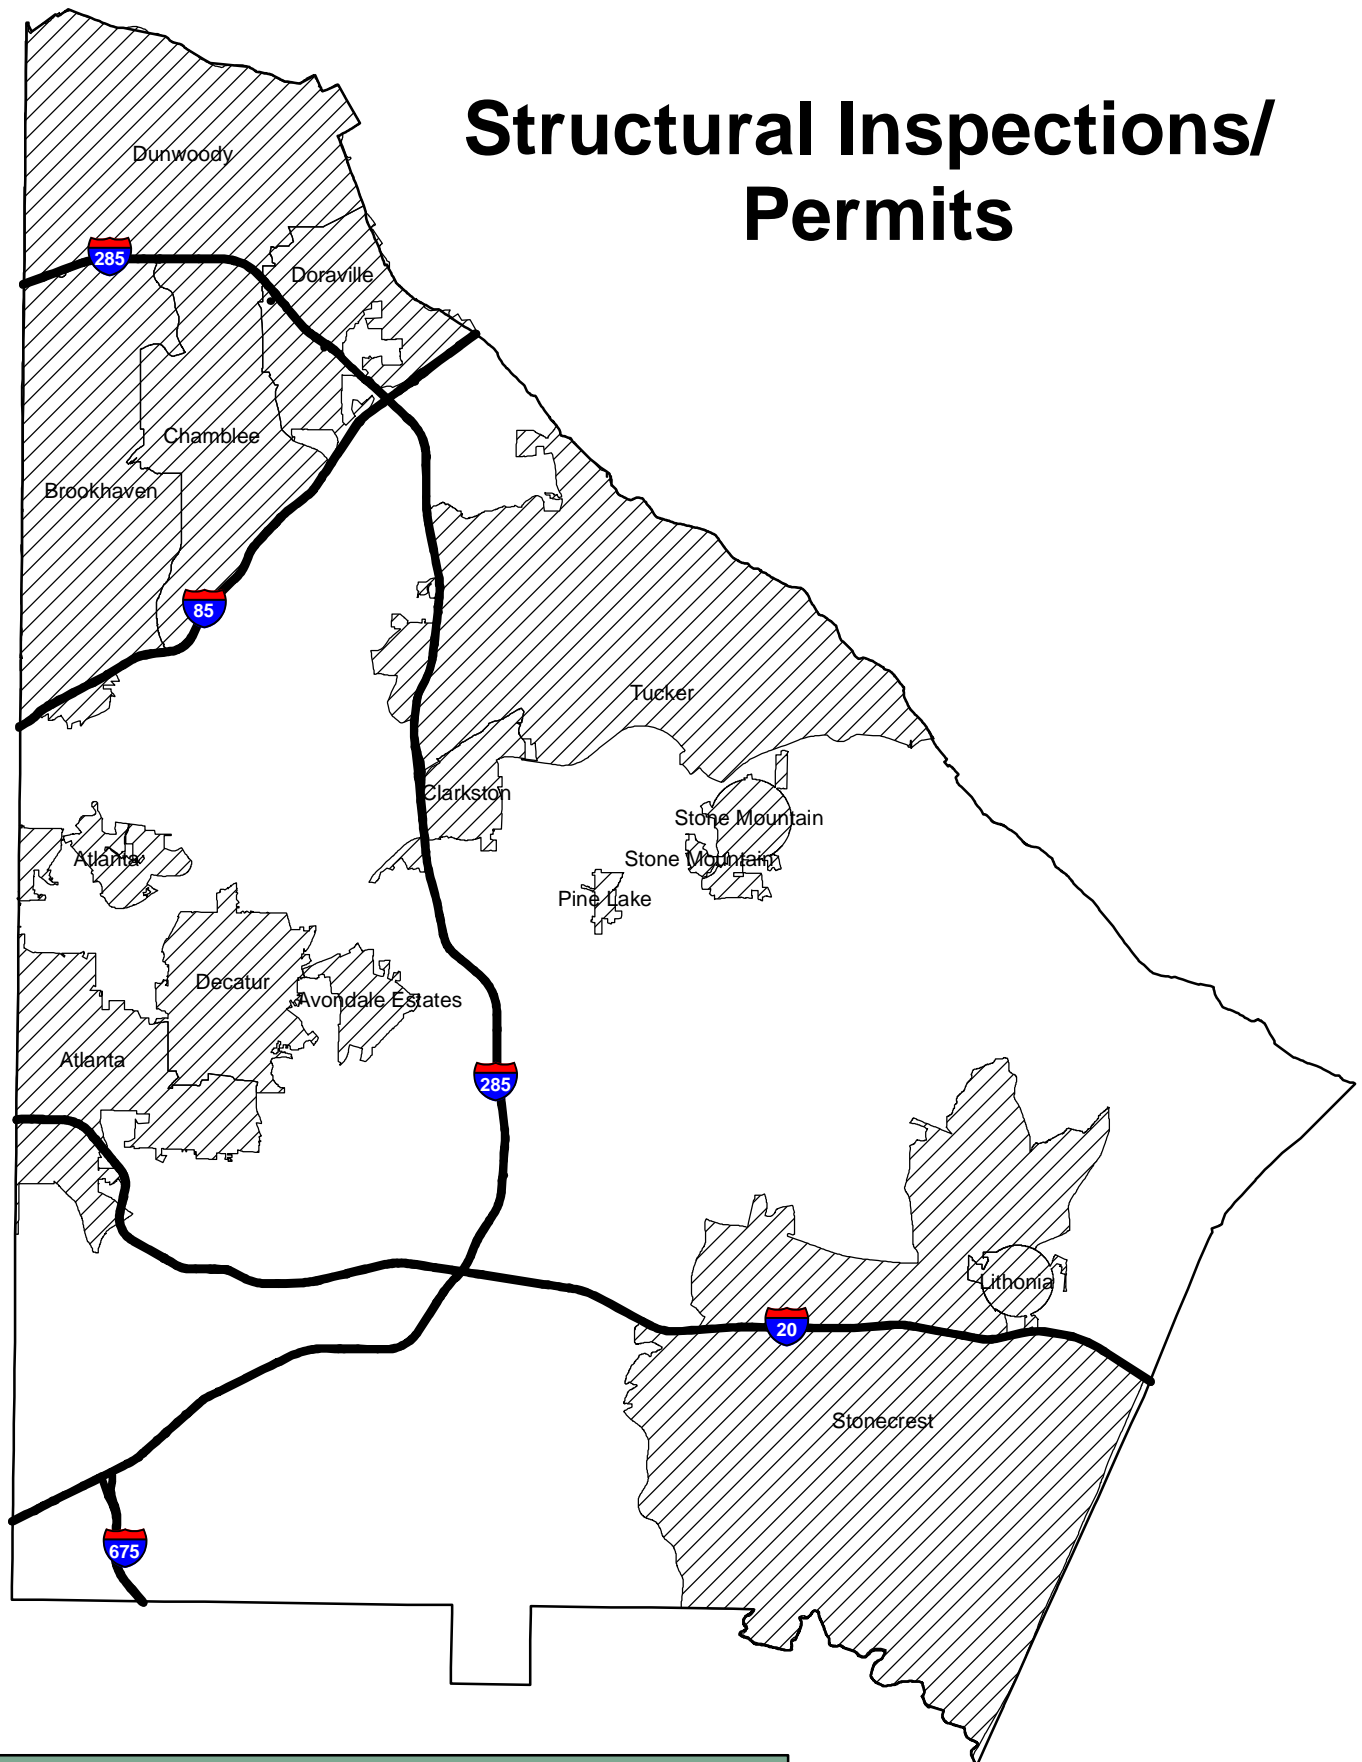 Structural Inspections/
Permits
Dunwoody
285
Doraville
Chamblee
Brookhaven
85
Tucker
Clarkston
Stone Mountain
Atlanta
Stone Mountain
Pine Lake
Decatur
Avondale Estates
Atlanta
285
Lithonia
20
Stonecrest
675